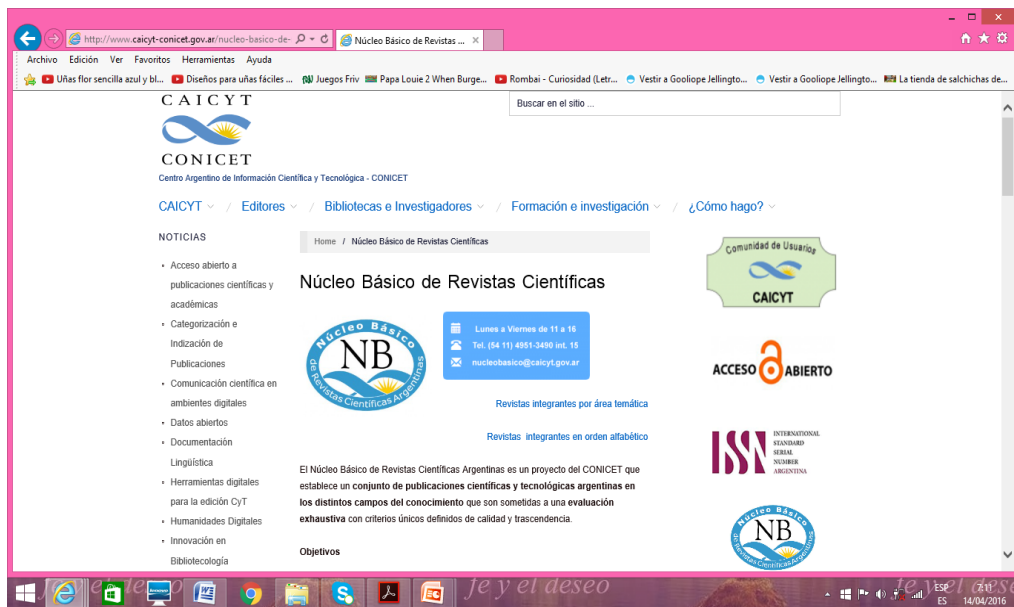 http://www.caicyt-conicet.gov.ar/nucleo-basico-de-
Núcleo Básico de Revistas ...
Archivo Edición Ver Favoritos Herramientas Ayuda
Uñas flor sencilla azul y bl... Diseños para uñas fáciles ... Juegos Friv Papa Louie 2 When Burge... Rombai - Curiosidad (Letr... Vestir a Gooliope Jellingto... Vestir a Gooliope Jellingto... La tienda de salchichas de...
CAICYT
CONICET
Centro Argentino de Información Científica y Tecnológica - CONICET
Buscar en el sitio ...
CAICYT / Editores / Bibliotecas e Investigadores / Formación e investigación / ¿Cómo hago?
NOTICIAS
Acceso abierto a
publicaciones científicas y
académicas
Categorización e
Indización de
Publicaciones
Comunicación científica en
ambientes digitales
Datos abiertos
Documentación
Lingüística
Herramientas digitales
para la edición CyT
Humanidades Digitales
Innovación en
Bibliotecología
Home / Núcleo Básico de Revistas Científicas
Núcleo Básico de Revistas Científicas
Núcleo Básico
NB
de Revistas Científicas Argentinas
Lunes a Viernes de 11 a 16
Tel. (54 11) 4951-3490 int. 15
nucleobasico@caicyt.gov.ar
Revistas integrantes por área temática
Revistas integrantes en orden alfabético
El Núcleo Básico de Revistas Científicas Argentinas es un proyecto del CONICET que
establece un conjunto de publicaciones científicas y tecnológicas argentinas en
los distintos campos del conocimiento que son sometidas a una evaluación
exhaustiva con criterios únicos definidos de calidad y trascendencia.
Objetivos
Comunidad de Usuarios
CAICYT
ACCESO ABIERTO
ISSN
INTERNATIONAL
STANDARD
SERIAL
NUMBER
ARGENTINA
Núcleo Básico
NB
de Revistas Científicas Argentinas
fe y el deseo
ESP
ES
7:11
14/04/2016